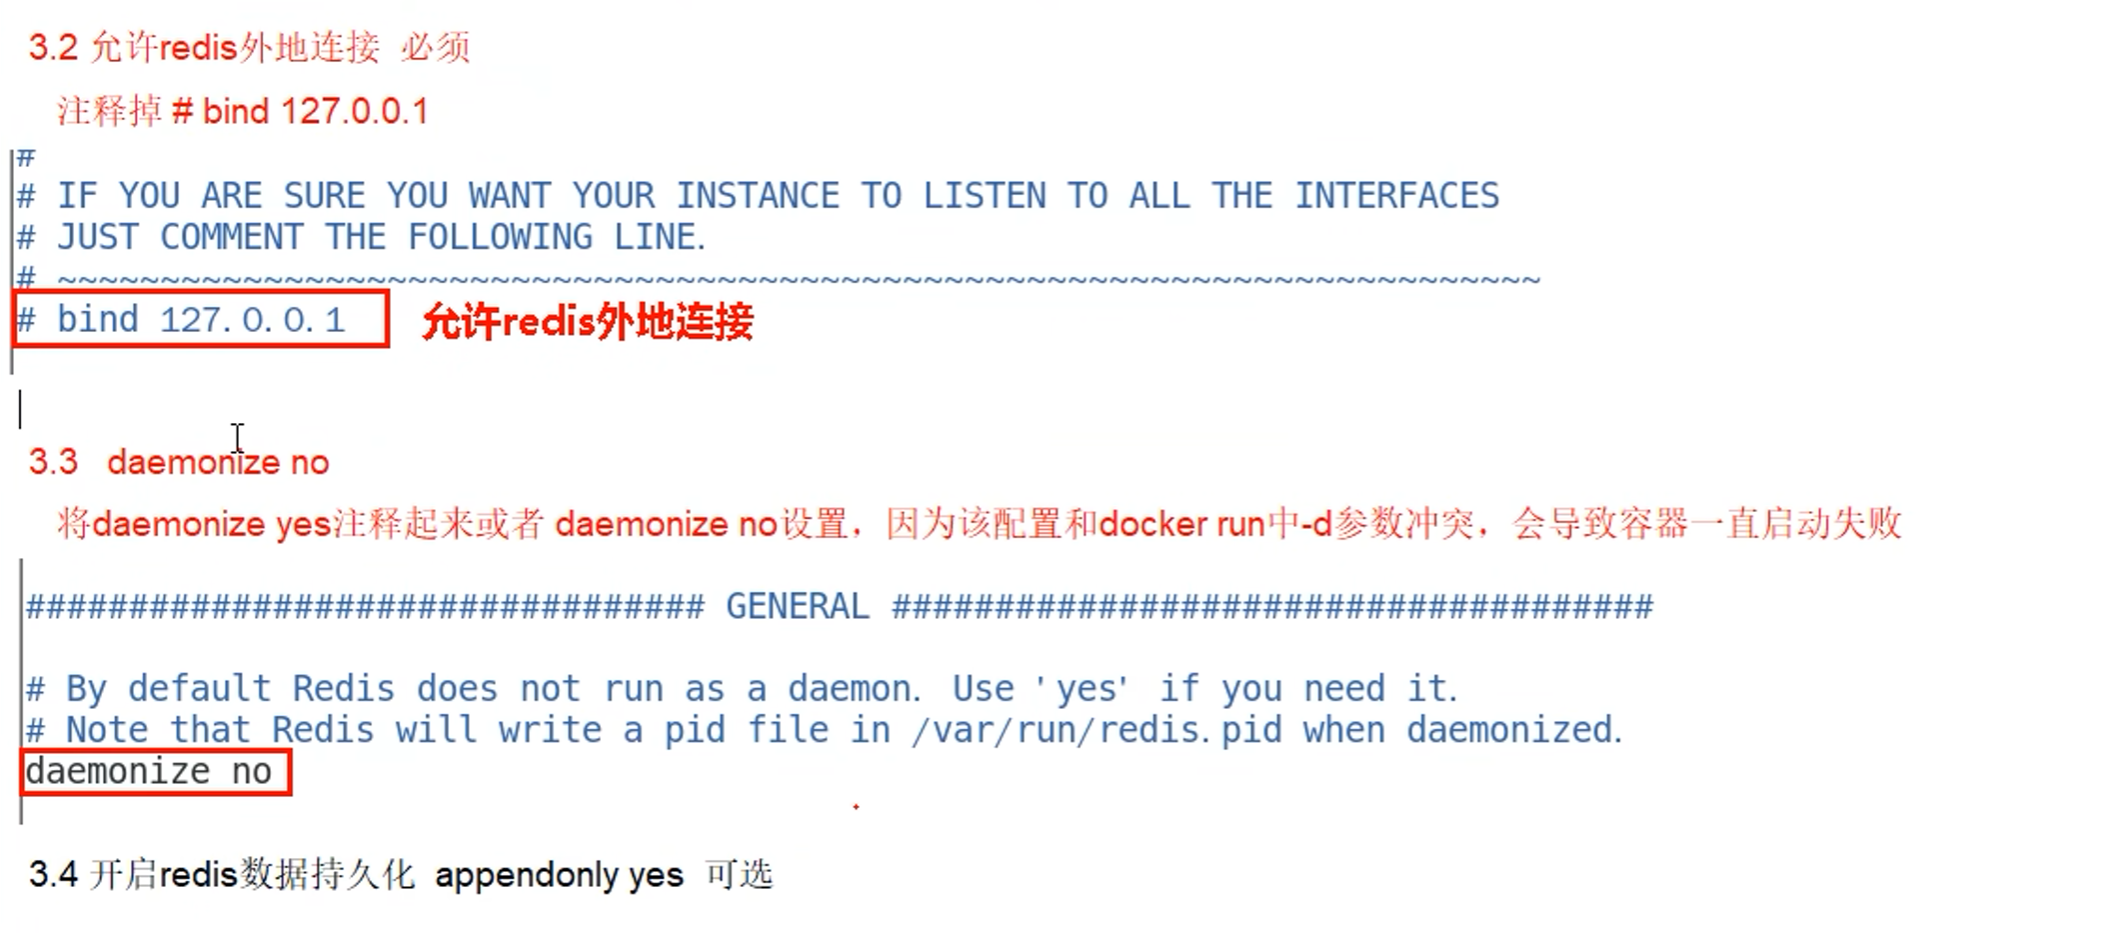 3.2 允许redis外地连接 必须
注释掉 # bind 127.0.0.1
#
# IF YOU ARE SURE YOU WANT YOUR INSTANCE TO LISTEN TO ALL THE INTERFACES
# JUST COMMENT THE FOLLOWING LINE.
# ~~~~~~~~~~~~~~~~~~~~~~~~~~~~~~~~~~~~~~~~~~~~~~~~~~~~~~~~~~~~~~~~~~~~~~~~
# bind 127.0.0.1 允许redis外地连接
3.3 daemonize no
将daemonize yes注释起来或者 daemonize no设置，因为该配置和docker run中-d参数冲突，会导致容器一直启动失败
################################# GENERAL #####################################
# By default Redis does not run as a daemon. Use 'yes' if you need it.
# Note that Redis will write a pid file in /var/run/redis.pid when daemonized.
daemonize no
3.4 开启redis数据持久化 appendonly yes 可选